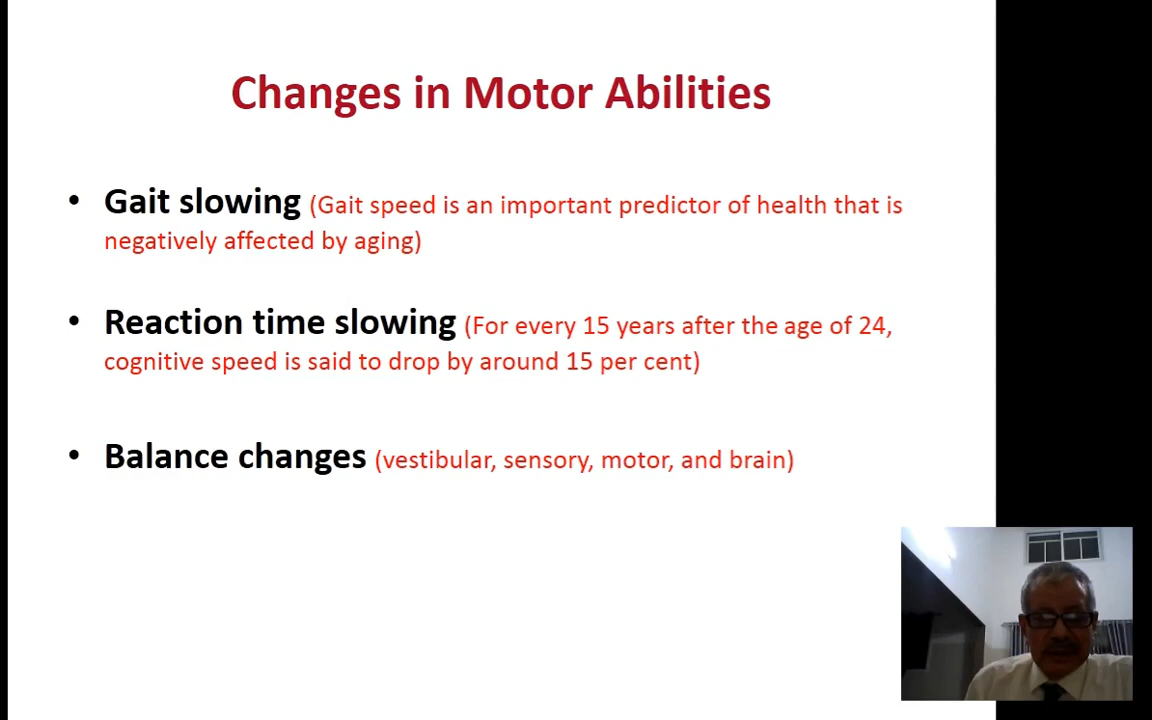 Changes in Motor Abilities
• Gait slowing (Gait speed is an important predictor of health that is
negatively affected by aging)
• Reaction time slowing (For every 15 years after the age of 24,
cognitive speed is said to drop by around 15 per cent)
• Balance changes (vestibular, sensory, motor, and brain)